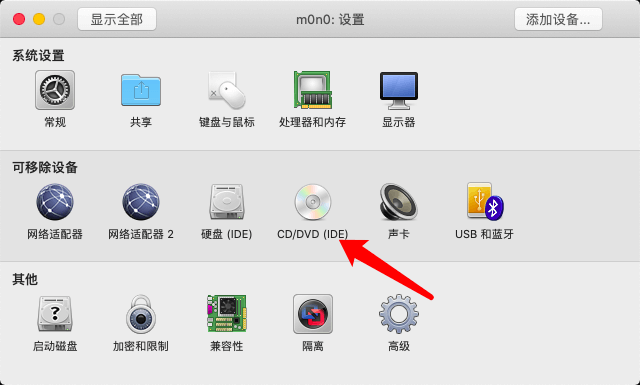 显示全部
m0n0: 设置
添加设备...
系统设置
常规
共享
键盘与鼠标
处理器和内存
显示器
可移除设备
网络适配器
网络适配器 2
硬盘 (IDE)
CD/DVD (IDE)
声卡
USB 和蓝牙
其他
?
启动磁盘
加密和限制
兼容性
隔离
高级